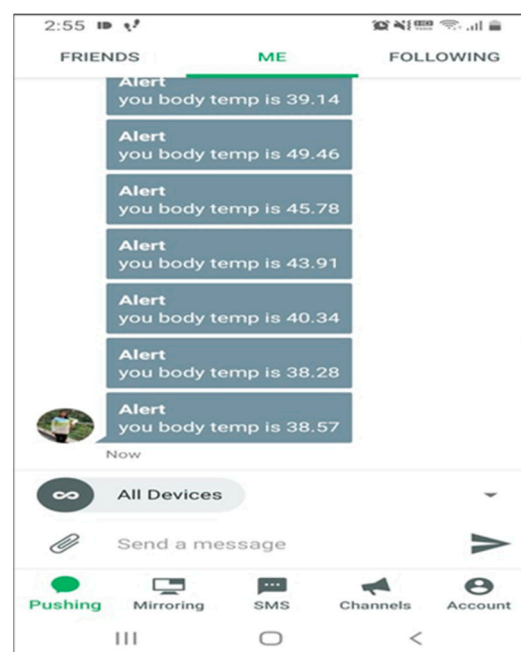 2:55
FRIENDS ME FOLLOWING
Alert
you body temp is 39.14
Alert
you body temp is 49.46
Alert
you body temp is 45.78
Alert
you body temp is 43.91
Alert
you body temp is 40.34
Alert
you body temp is 38.28
Alert
you body temp is 38.57
Now
All Devices
Send a message
Pushing Mirroring SMS Channels Account